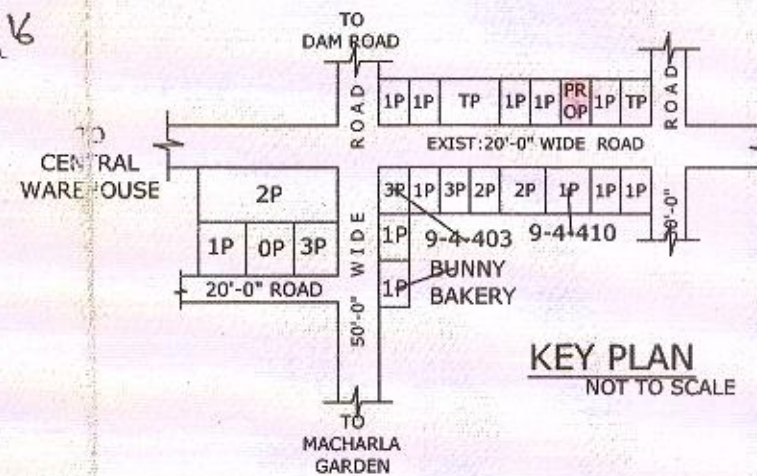 TO
DAM ROAD
1P 1P TP 1P 1P PR OP 1P TP
ROAD
ROAD
EXIST:20'-0" WIDE ROAD
TO
CENTRAL
WAREHOUSE
2P
3P 1P 3P 2P 2P 1P 1P 1P
1P 0P 3P
WIDE
1P 9-4-403 9-4-410
20'-0" ROAD
1P BUNNY
BAKERY
50'-0"
KEY PLAN
NOT TO SCALE
TO
MACHARLA
GARDEN